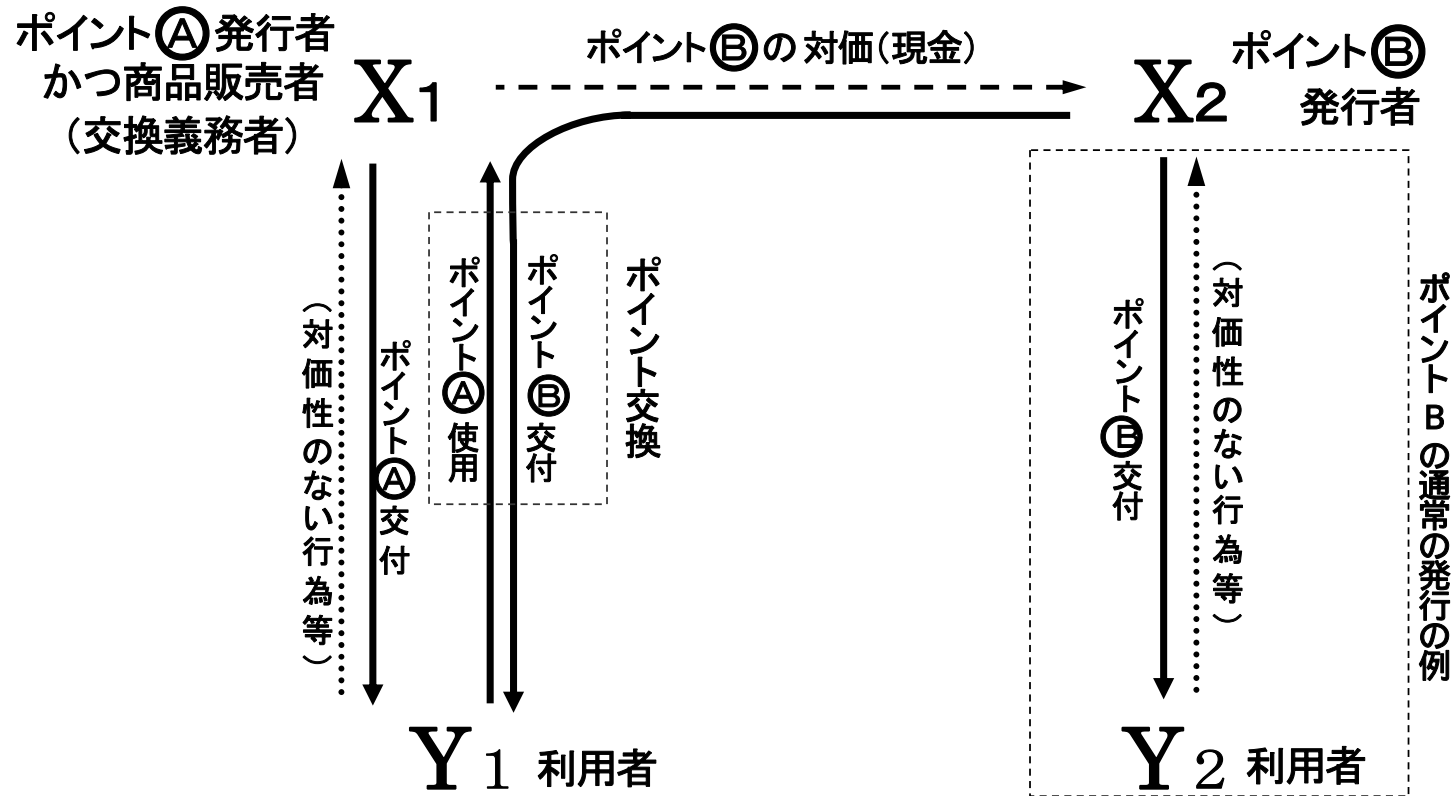 ポイントⒶ発行者
かつ商品販売者
（交換義務者）
X1
ポイントⒷの対価（現金）
X2
ポイントⒷ
発行者
（対価性のない行為等）
ポイントⒶ交付
ポイントⒶ使用
ポイントⒷ交付
ポイント交換
ポイントⒷ交付
（対価性のない行為等）
ポイントBの通常の発行の例
Y1 利用者
Y2 利用者